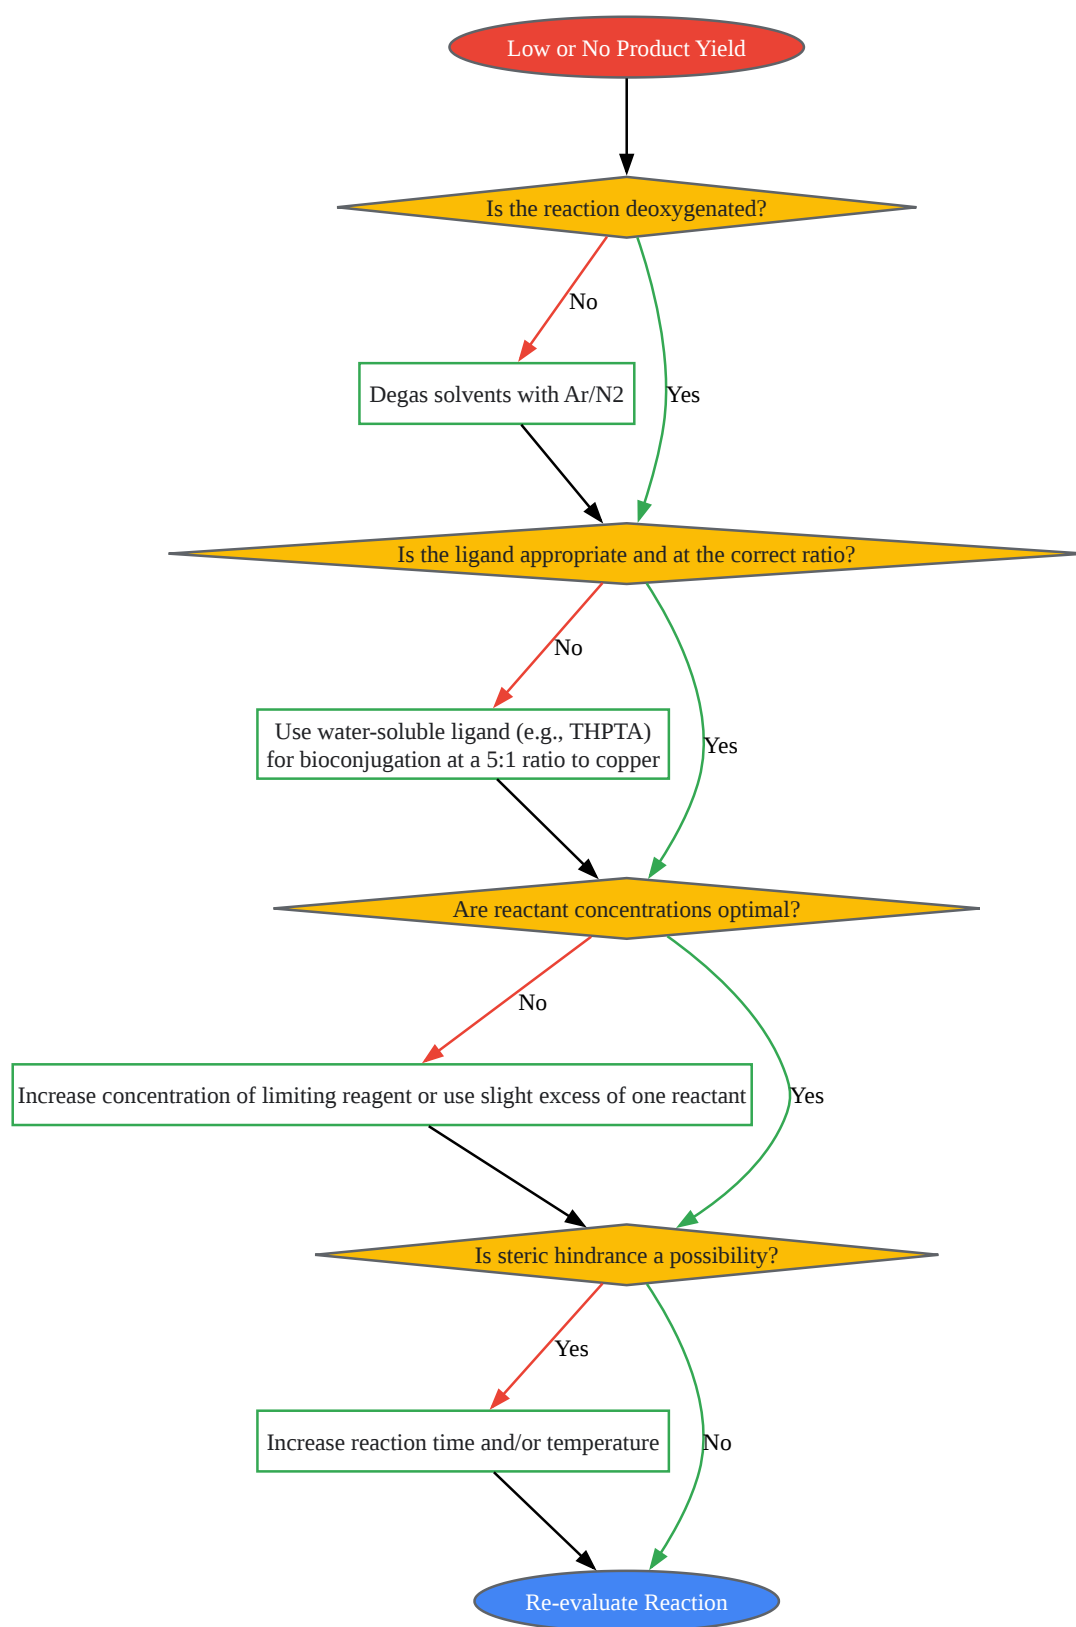 Low or No Product Yield
Is the reaction deoxygenated?
No
Degas solvents with Ar/N2
Yes
Is the ligand appropriate and at the correct ratio?
No
Use water-soluble ligand (e.g., THPTA)
for bioconjugation at a 5:1 ratio to copper
Yes
Are reactant concentrations optimal?
No
Increase concentration of limiting reagent or use slight excess of one reactant
Yes
Is steric hindrance a possibility?
Yes
Increase reaction time and/or temperature
No
Re-evaluate Reaction